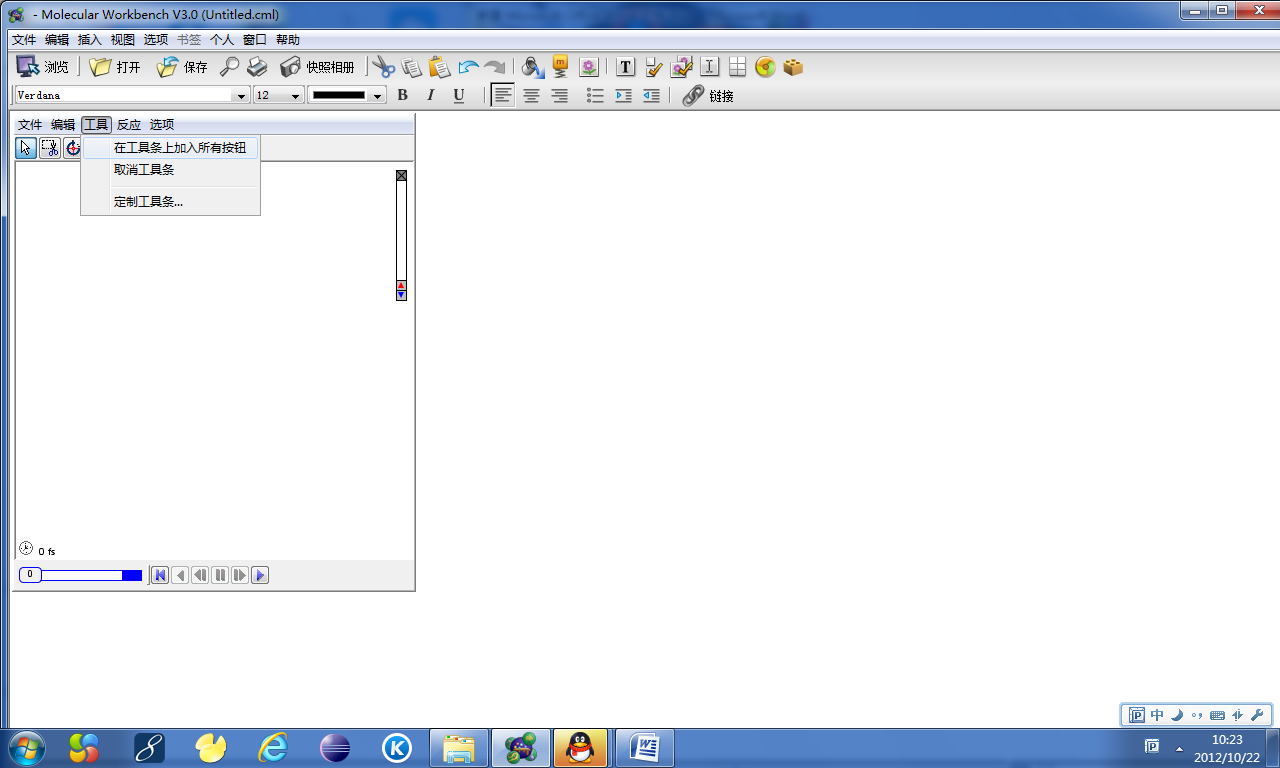 - Molecular Workbench V3.0 (Untitled.cml)
文件 编辑 插入 视图 选项 书签 个人 窗口 帮助
浏览 打开 保存 快照相册
Verdana 12 B I U 链接
文件 编辑 工具 反应 选项
在工具条上加入所有按钮
取消工具条
定制工具条...
0 fs
0
中
10:23
2012/10/22